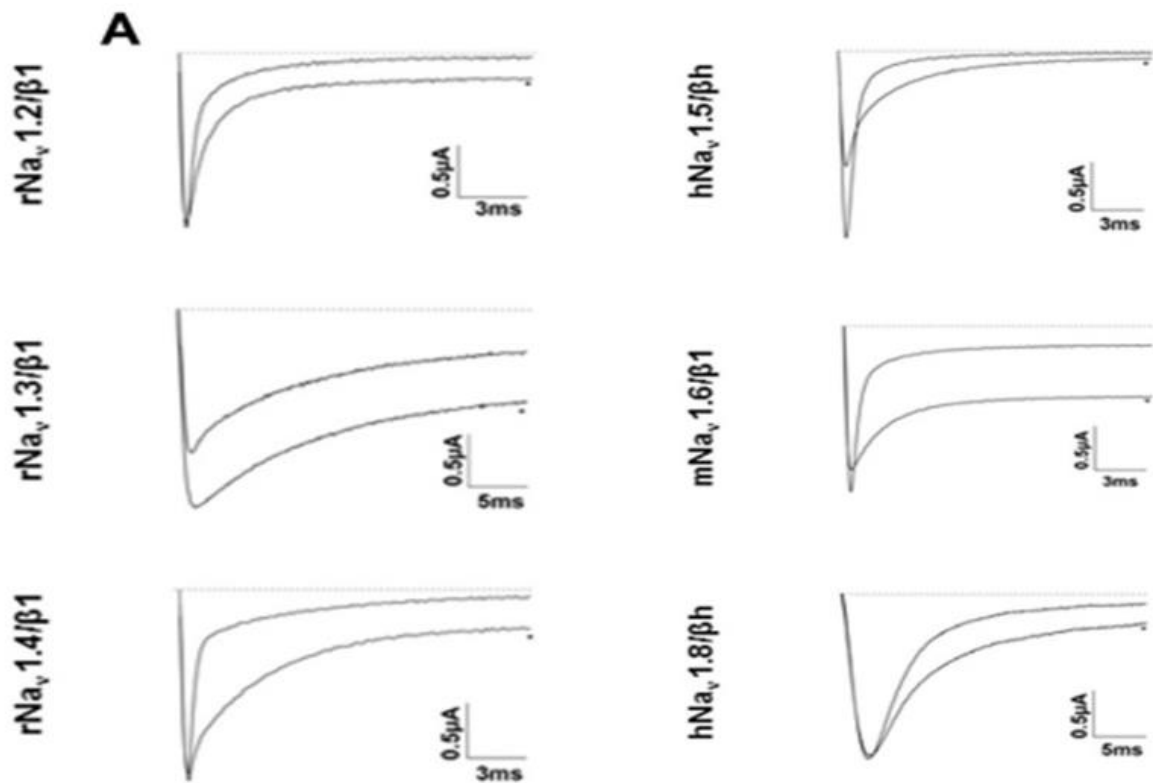 A
rNaᵥ1.2/β1
0.5µA
3ms
*
hNaᵥ1.5/βh
0.5µA
3ms
*
rNaᵥ1.3/β1
0.5µA
5ms
*
mNaᵥ1.6/β1
0.5µA
3ms
*
rNaᵥ1.4/β1
0.5µA
3ms
*
hNaᵥ1.8/βh
0.5µA
5ms
*